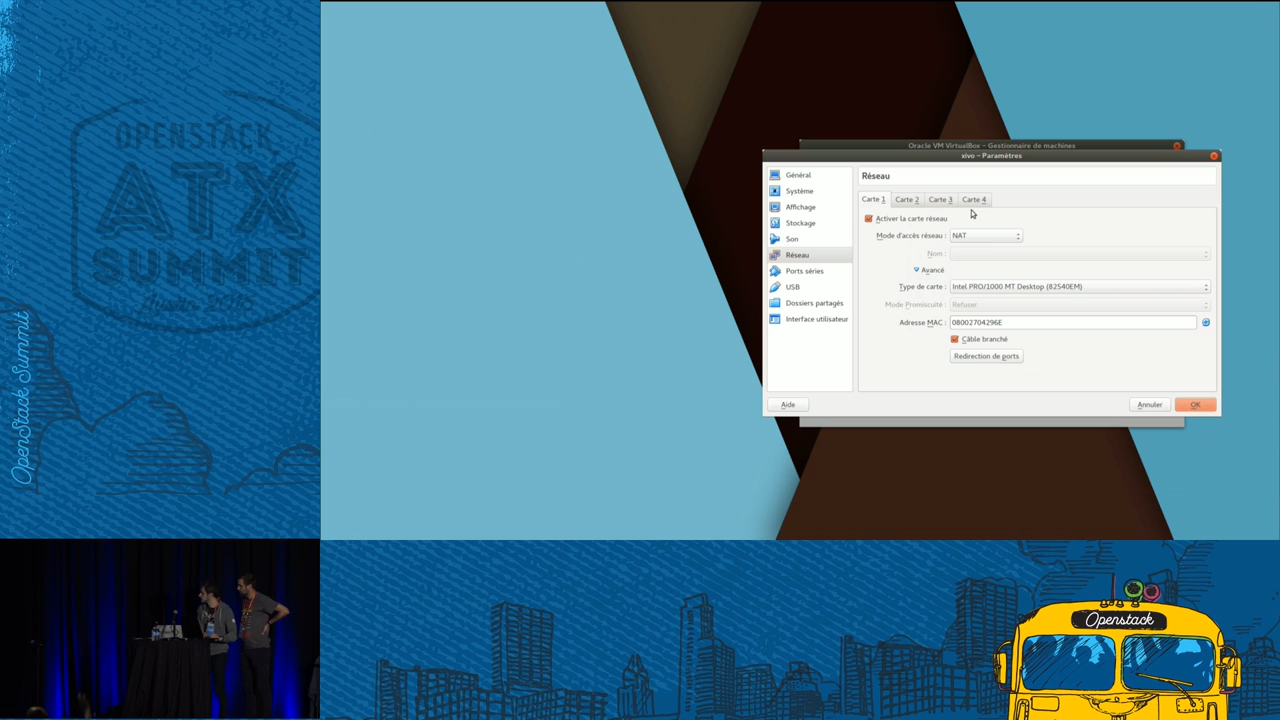 OPENSTACK
SUMMIT
Austin
OpenStack Summit
Oracle VM VirtualBox – Gestionnaire de machines
xivo – Paramètres
Général
Système
Affichage
Stockage
Son
Réseau
Ports séries
USB
Dossiers partagés
Interface utilisateur
Réseau
Carte 1
Carte 2
Carte 3
Carte 4
Activer la carte réseau
Mode d'accès réseau : NAT
Nom :
Avancé
Type de carte : Intel PRO/1000 MT Desktop (82540EM)
Mode Promiscuité : Refuser
Adresse MAC : 08002704296E
Câble branché
Redirection de ports
Aide
Annuler
OK
Openstack